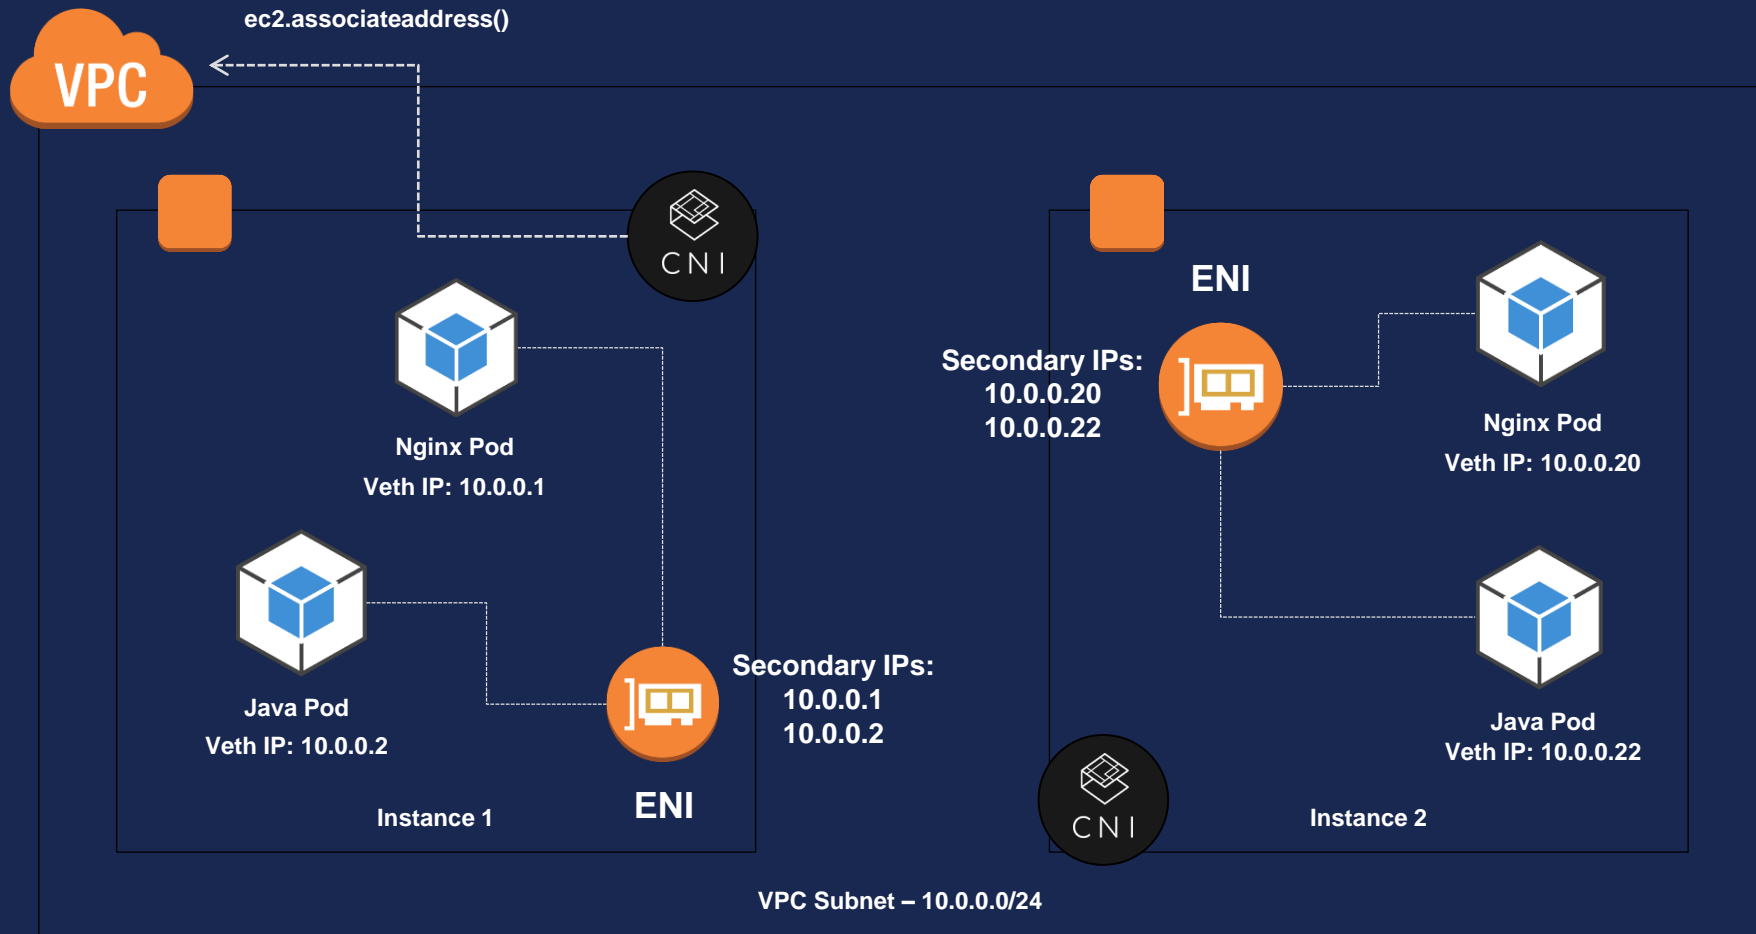 ec2.associateaddress()
VPC
CNI
Nginx Pod
Veth IP: 10.0.0.1
Java Pod
Veth IP: 10.0.0.2
Secondary IPs:
10.0.0.1
10.0.0.2
ENI
Instance 1
ENI
Secondary IPs:
10.0.0.20
10.0.0.22
Nginx Pod
Veth IP: 10.0.0.20
Java Pod
Veth IP: 10.0.0.22
CNI
Instance 2
VPC Subnet – 10.0.0.0/24